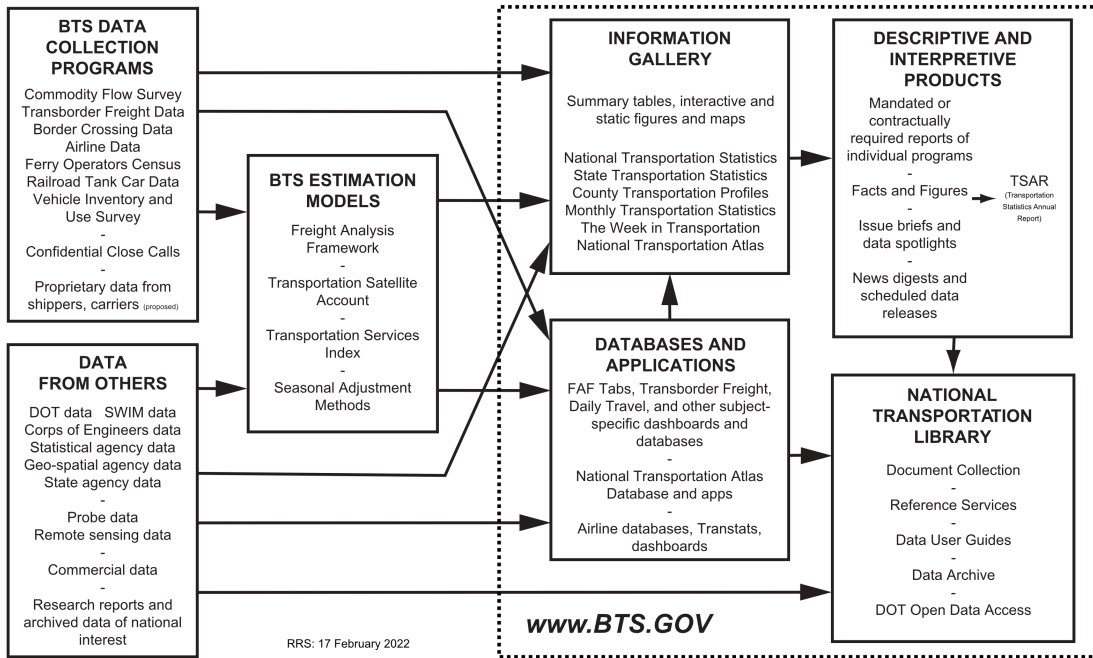 BTS DATA
COLLECTION
PROGRAMS
Commodity Flow Survey
Transborder Freight Data
Border Crossing Data
Airline Data
Ferry Operators Census
Railroad Tank Car Data
Vehicle Inventory and
Use Survey
-
Confidential Close Calls
-
Proprietary data from
shippers, carriers (proposed)
DATA
FROM OTHERS
DOT data SWIM data
Corps of Engineers data
Statistical agency data
Geo-spatial agency data
State agency data
-
Probe data
Remote sensing data
-
Commercial data
-
Research reports and
archived data of national
interest
BTS ESTIMATION
MODELS
Freight Analysis
Framework
-
Transportation Satellite
Account
-
Transportation Services
Index
-
Seasonal Adjustment
Methods
RRS: 17 February 2022
INFORMATION
GALLERY
Summary tables, interactive and
static figures and maps
National Transportation Statistics
State Transportation Statistics
County Transportation Profiles
Monthly Transportation Statistics
The Week in Transportation
National Transportation Atlas
DATABASES AND
APPLICATIONS
FAF Tabs, Transborder Freight,
Daily Travel, and other subject-
specific dashboards and
databases
-
National Transportation Atlas
Database and apps
-
Airline databases, Transtats,
dashboards
www.BTS.GOV
DESCRIPTIVE AND
INTERPRETIVE
PRODUCTS
Mandated or
contractually
required reports of
individual programs
-
Facts and Figures
-
Issue briefs and
data spotlights
-
News digests and
scheduled data
releases
TSAR
(Transportation
Statistics Annual
Report)
NATIONAL
TRANSPORTATION
LIBRARY
Document Collection
-
Reference Services
-
Data User Guides
-
Data Archive
-
DOT Open Data Access